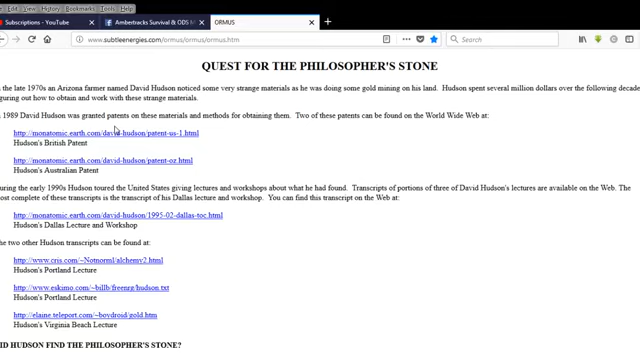 Edit View History Bookmarks Tools Help
Subscriptions - YouTube
Ambertracks Survival & ODS M
ORMUS
www.subtleenergies.com/ormus/ormus/ormus.htm
Search
QUEST FOR THE PHILOSOPHER'S STONE
the late 1970s an Arizona farmer named David Hudson noticed some very strange materials as he was doing some gold mining on his land. Hudson spent several million dollars over the following decade
guring out how to obtain and work with these strange materials.
1989 David Hudson was granted patents on these materials and methods for obtaining them. Two of these patents can be found on the World Wide Web at:
http://monatomic.earth.com/david-hudson/patent-us-1.html
Hudson's British Patent
http://monatomic.earth.com/david-hudson/patent-oz.html
Hudson's Australian Patent
uring the early 1990s Hudson toured the United States giving lectures and workshops about what he had found. Transcripts of portions of three of David Hudson's lectures are available on the Web. The
ost complete of these transcripts is the transcript of his Dallas lecture and workshop. You can find this transcript on the Web at:
http://monatomic.earth.com/david-hudson/1995-02-dallas-toc.html
Hudson's Dallas Lecture and Workshop
he two other Hudson transcripts can be found at:
http://www.cris.com/~Notnorml/alchemy2.html
Hudson's Portland Lecture
http://www.eskimo.com/~billb/freenrg/hudson.txt
Hudson's Portland Lecture
http://elaine.teleport.com/~boydroid/gold.htm
Hudson's Virginia Beach Lecture
ID HUDSON FIND THE PHILOSOPHER'S STONE?